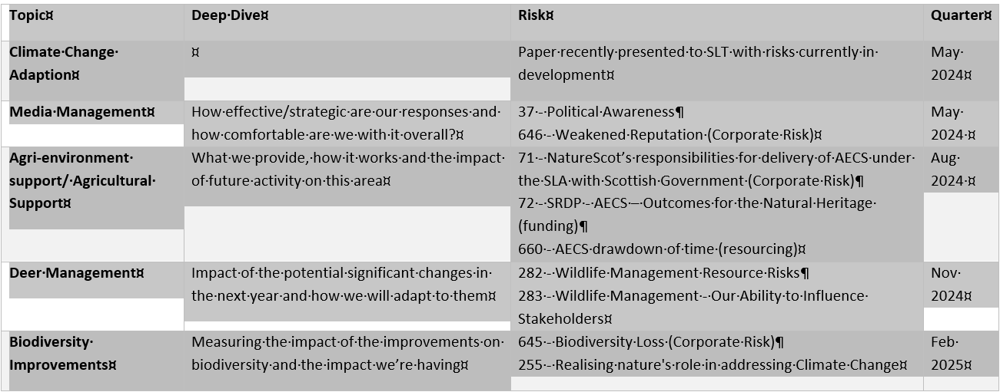 Topic Deep Dive Risk Quarter
Climate Change
Adaption
Paper recently presented to SLT with risks currently in
development
May
2024
Media Management
How effective/strategic are our responses and
how comfortable are we with it overall?
37 - Political Awareness
646 - Weakened Reputation (Corporate Risk)
May
2024
Agri-environment
support/ Agricultural
Support
What we provide, how it works and the impact
of future activity on this area
71 - NatureScot’s responsibilities for delivery of AECS under
the SLA with Scottish Government (Corporate Risk)
72 - SRDP - AECS – Outcomes for the Natural Heritage
(funding)
660 - AECS drawdown of time (resourcing)
Aug
2024
Deer Management
Impact of the potential significant changes in
the next year and how we will adapt to them
282 - Wildlife Management Resource Risks
283 - Wildlife Management - Our Ability to Influence
Stakeholders
Nov
2024
Biodiversity
Improvements
Measuring the impact of the improvements on
biodiversity and the impact we’re having
645 - Biodiversity Loss (Corporate Risk)
255 - Realising nature's role in addressing Climate Change
Feb
2025